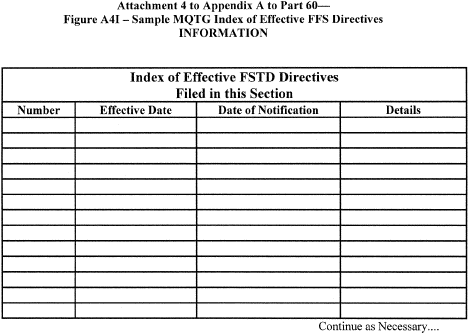 Attachment 4 to Appendix A to Part 60—
Figure A4I – Sample MQTG Index of Effective FFS Directives
INFORMATION
Index of Effective FSTD Directives
Filed in this Section
Number Effective Date Date of Notification Details
Continue as Necessary....